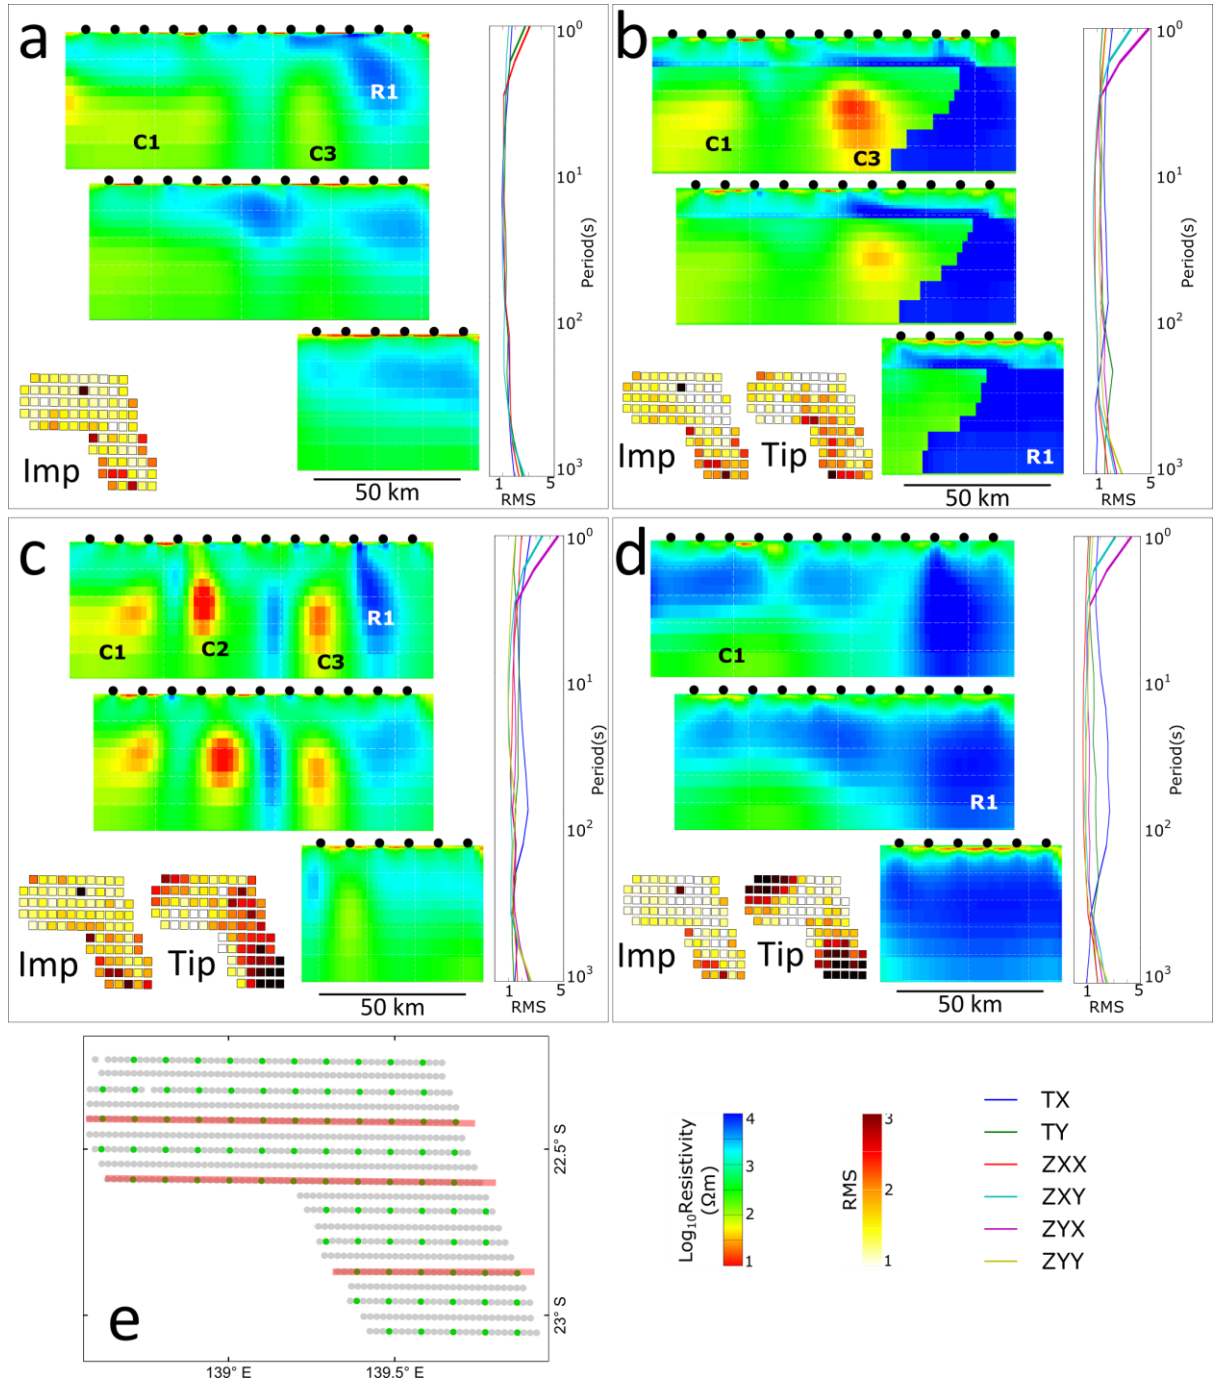 a
R1
C1
C3
Imp
50 km
10⁰
10¹
Period(s)
10²
10³
1 5
RMS
b
C1
C3
R1
Imp
Tip
50 km
10⁰
10¹
Period(s)
10²
10³
1 5
RMS
c
C1
C2
C3
R1
Imp
Tip
50 km
10⁰
10¹
Period(s)
10²
10³
1 5
RMS
d
C1
R1
Imp
Tip
50 km
10⁰
10¹
Period(s)
10²
10³
1 5
RMS
e
22.5° S
23° S
139° E
139.5° E
Log₁₀Resistivity
(Ωm)
4
3
2
1
RMS
3
2
1
TX
TY
ZXX
ZXY
ZYX
ZYY